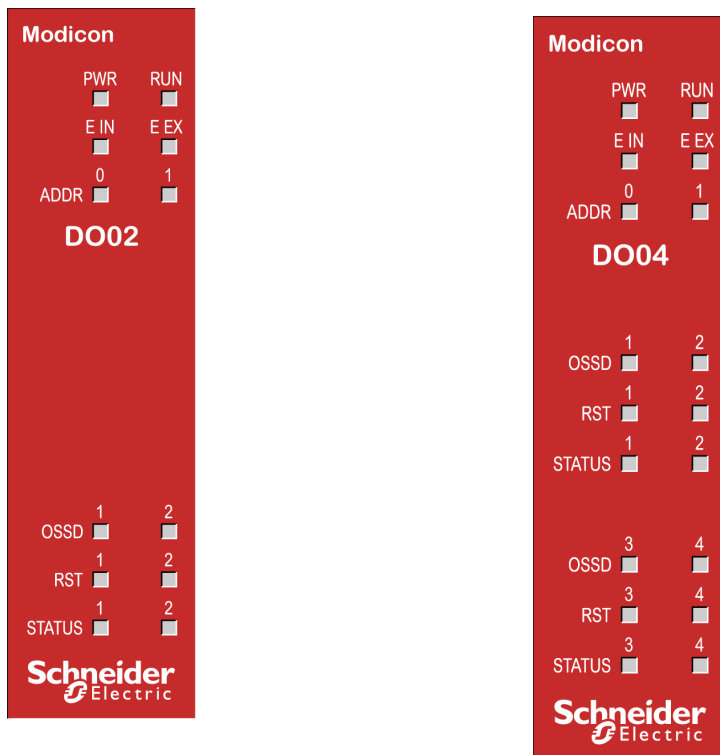 Modicon
PWR RUN
E IN E EX
0 1
ADDR
DO02
1 2
OSSD
1 2
RST
1 2
STATUS
Schneider
Electric
Modicon
PWR RUN
E IN E EX
0 1
ADDR
DO04
1 2
OSSD
1 2
RST
1 2
STATUS
3 4
OSSD
3 4
RST
3 4
STATUS
Schneider
Electric